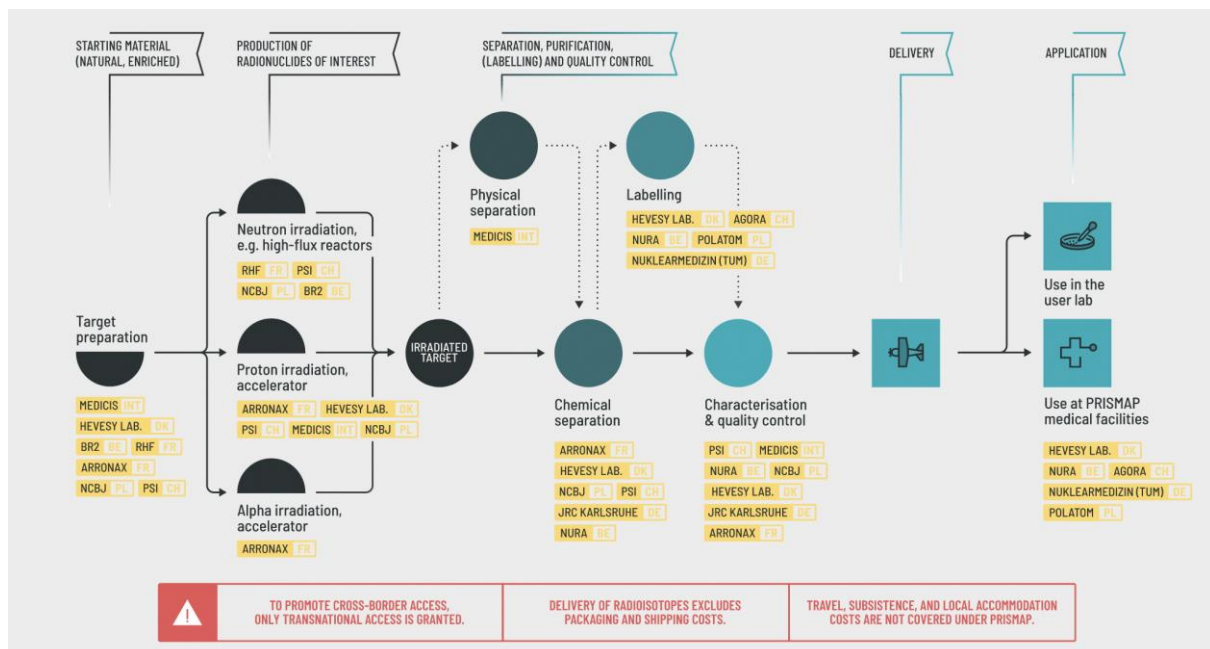 STARTING MATERIAL
(NATURAL, ENRICHED)
PRODUCTION OF
RADIONUCLIDES OF INTEREST
SEPARATION, PURIFICATION,
(LABELLING) AND QUALITY CONTROL
DELIVERY
APPLICATION
Target
preparation
MEDICIS INT
HEVESY LAB. DK
BR2 BE RHF FR
ARRONAX FR
NCBJ PL PSI CH
Neutron irradiation,
e.g. high-flux reactors
RHF FR PSI CH
NCBJ PL BR2 BE
Proton irradiation,
accelerator
ARRONAX FR HEVESY LAB. DK
PSI CH MEDICIS INT NCBJ PL
Alpha irradiation,
accelerator
ARRONAX FR
IRRADIATED
TARGET
Physical
separation
MEDICIS INT
Chemical
separation
ARRONAX FR
HEVESY LAB. DK
NCBJ PL PSI CH
JRC KARLSRUHE DE
NURA BE
Labelling
HEVESY LAB. DK AGORA CH
NURA BE POLATOM PL
NUKLEARMEDIZIN (TUM) DE
Characterisation
& quality control
PSI CH MEDICIS INT
NURA BE NCBJ PL
HEVESY LAB. DK
JRC KARLSRUHE DE
ARRONAX FR
Use in the
user lab
Use at PRISMAP
medical facilities
HEVESY LAB. DK
NURA BE AGORA CH
NUKLEARMEDIZIN (TUM) DE
POLATOM PL
TO PROMOTE CROSS-BORDER ACCESS,
ONLY TRANSNATIONAL ACCESS IS GRANTED.
DELIVERY OF RADIOISOTOPES EXCLUDES
PACKAGING AND SHIPPING COSTS.
TRAVEL, SUBSISTENCE, AND LOCAL ACCOMMODATION
COSTS ARE NOT COVERED UNDER PRISMAP.